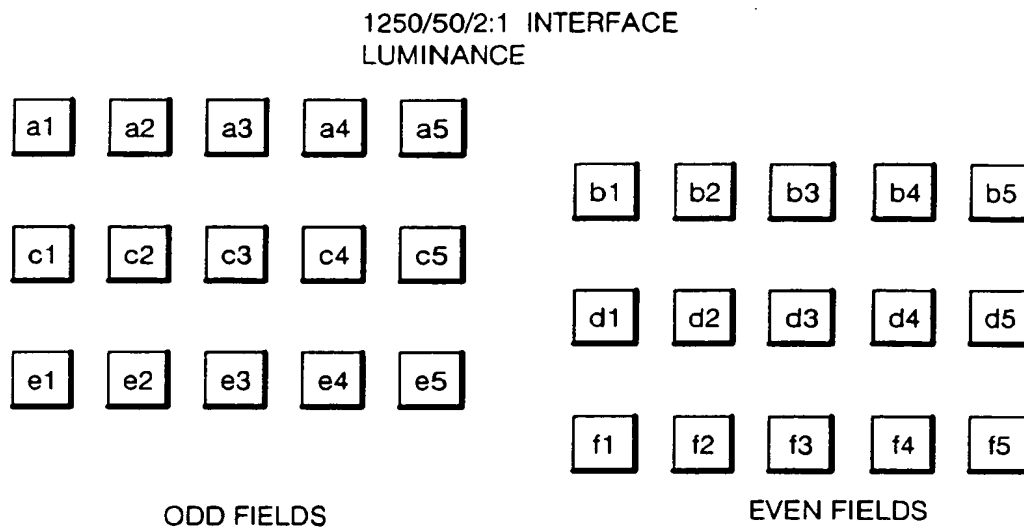 1250/50/2:1 INTERFACE
LUMINANCE
a1 a2 a3 a4 a5
b1 b2 b3 b4 b5
c1 c2 c3 c4 c5
d1 d2 d3 d4 d5
e1 e2 e3 e4 e5
f1 f2 f3 f4 f5
ODD FIELDS
EVEN FIELDS